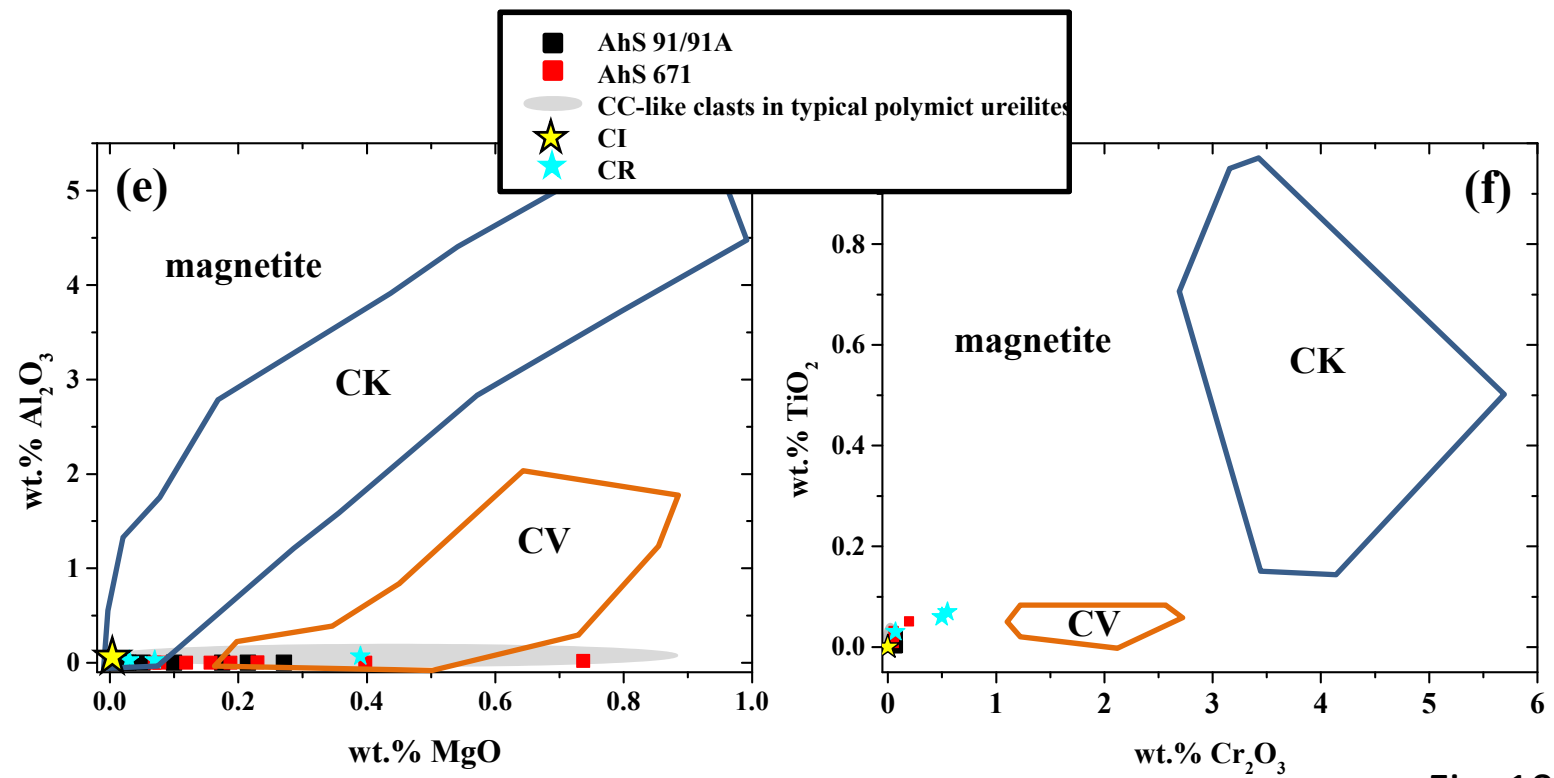 AhS 91/91A
AhS 671
CC-like clasts in typical polymict ureilites
CI
CR
(e)
magnetite
CK
CV
5
4
3
2
1
0
wt.% Al2O3
0.0 0.2 0.4 0.6 0.8 1.0
wt.% MgO
(f)
magnetite
CK
CV
0.8
0.6
0.4
0.2
0.0
wt.% TiO2
0 1 2 3 4 5 6
wt.% Cr2O3